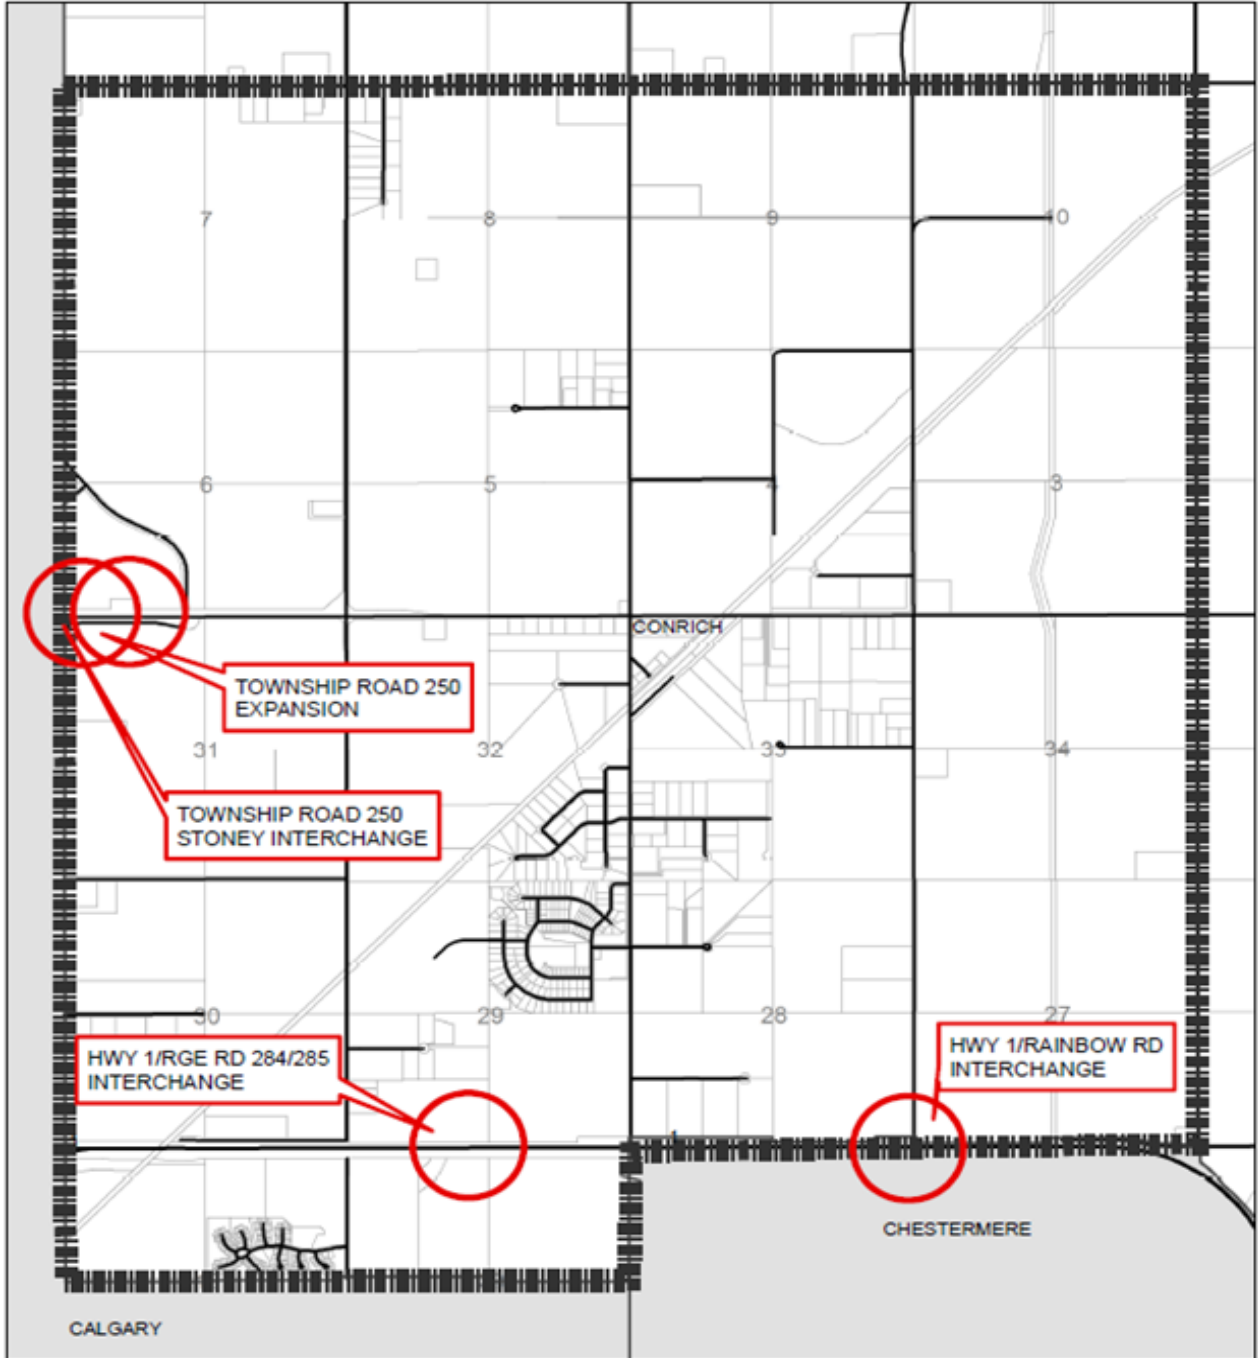 7
8
9
10
6
5
4
3
CONRICH
TOWNSHIP ROAD 250
EXPANSION
31
32
33
34
TOWNSHIP ROAD 250
STONEY INTERCHANGE
30
29
28
27
HWY 1/RGE RD 284/285
INTERCHANGE
HWY 1/RAINBOW RD
INTERCHANGE
1
CHESTERMERE
CALGARY